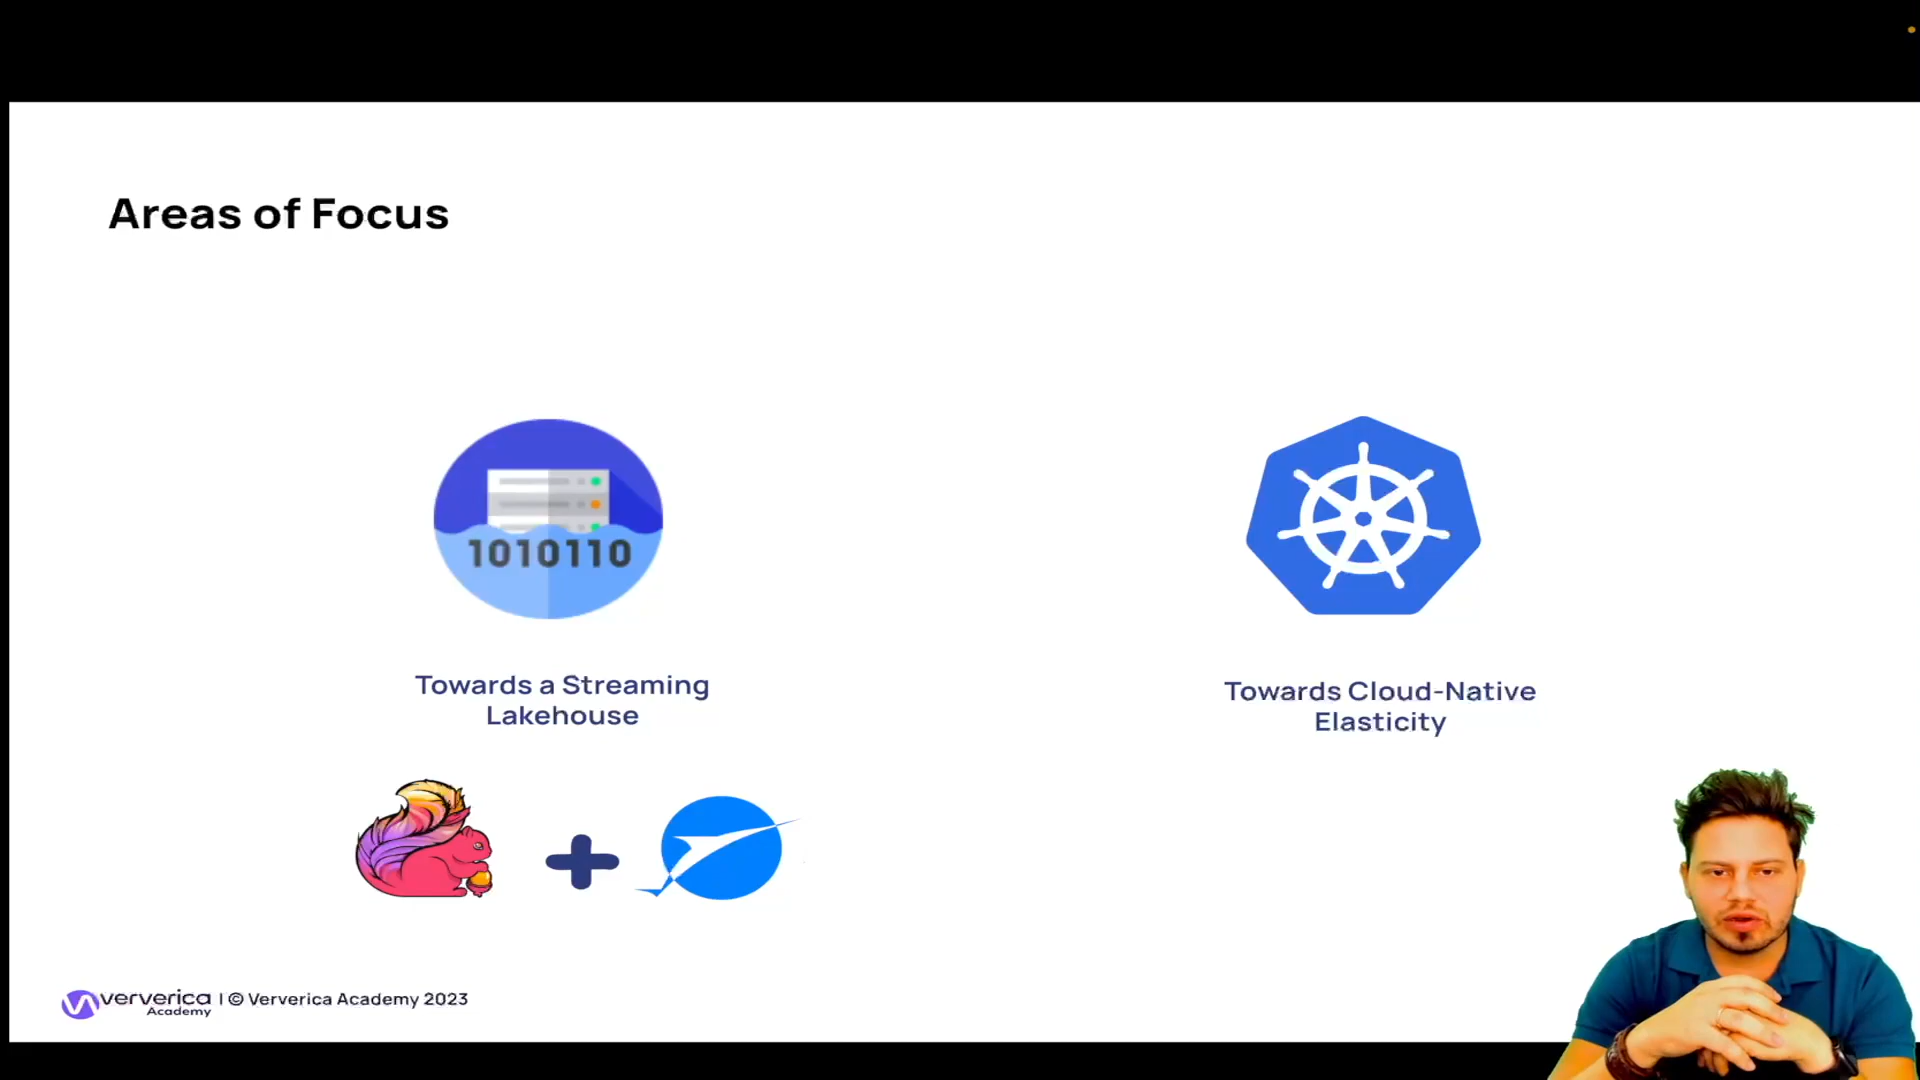 Areas of Focus
1010110
Towards a Streaming
Lakehouse
Towards Cloud-Native
Elasticity
ververica
Academy
| © Ververica Academy 2023